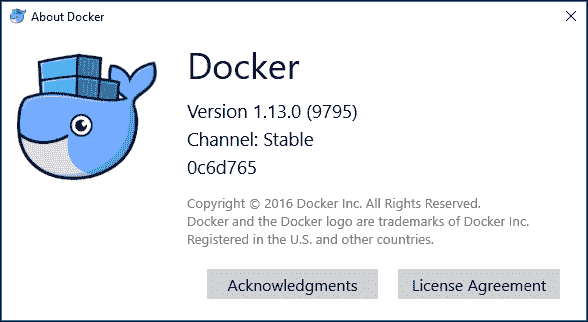 About Docker
Docker
Version 1.13.0 (9795)
Channel: Stable
0c6d765
Copyright © 2016 Docker Inc. All Rights Reserved.
Docker and the Docker logo are trademarks of Docker Inc.
Registered in the U.S. and other countries.
Acknowledgments
License Agreement